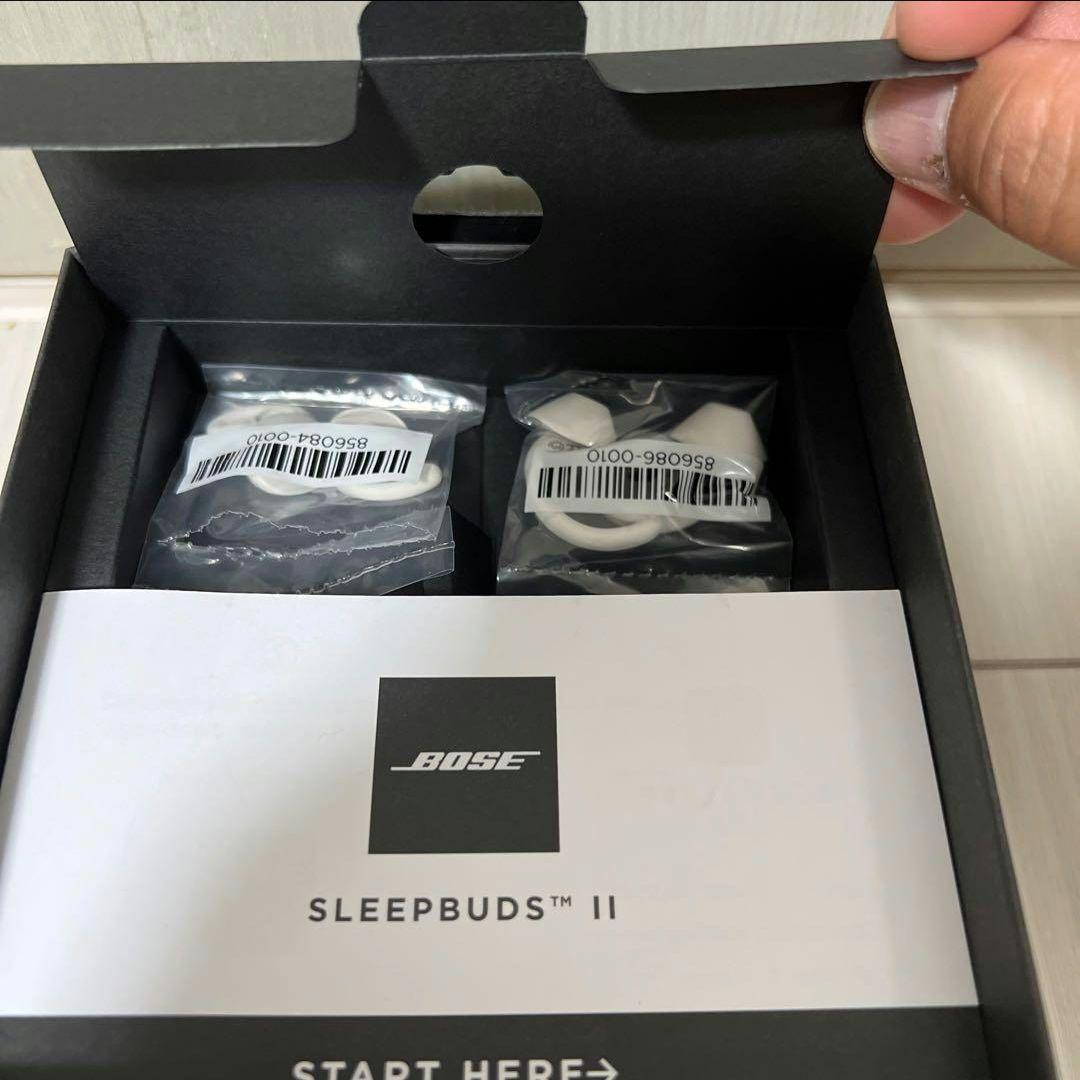 856084-0010
856086-0010
BOSE
SLEEPBUDS™ II
START HERE→